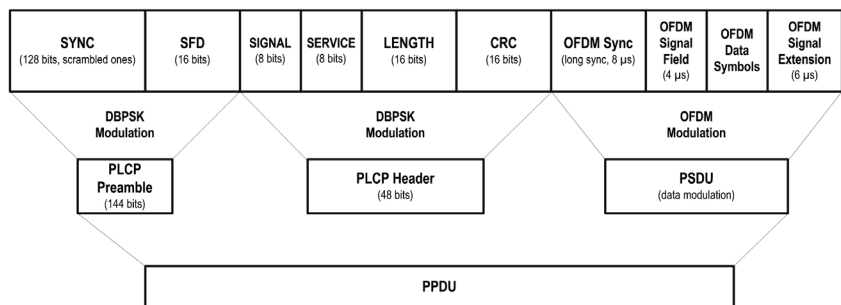 SYNC
(128 bits, scrambled ones)
SFD
(16 bits)
SIGNAL
(8 bits)
SERVICE
(8 bits)
LENGTH
(16 bits)
CRC
(16 bits)
OFDM Sync
(long sync, 8 µs)
OFDM
Signal
Field
(4 µs)
OFDM
Data
Symbols
OFDM
Signal
Extension
(6 µs)
DBPSK
Modulation
DBPSK
Modulation
OFDM
Modulation
PLCP
Preamble
(144 bits)
PLCP Header
(48 bits)
PSDU
(data modulation)
PPDU